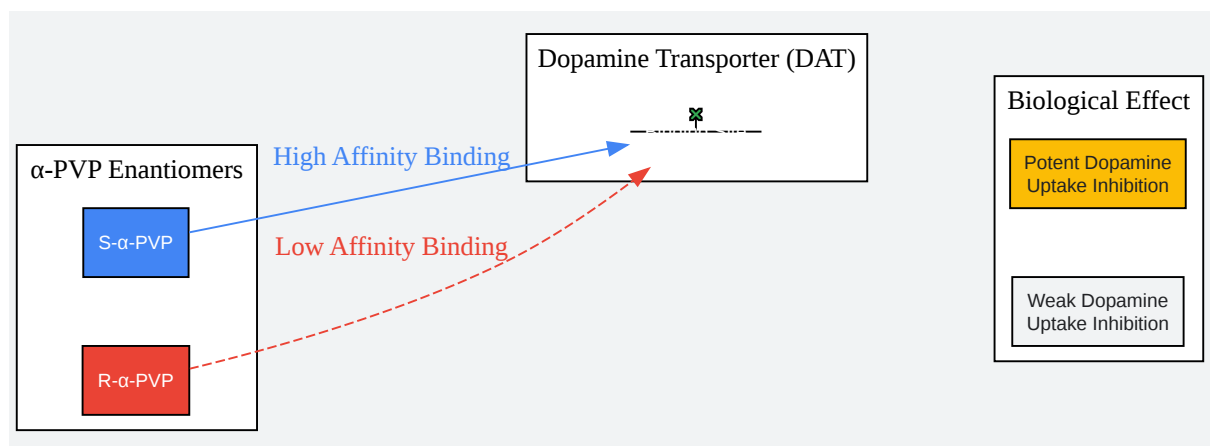 α-PVP Enantiomers
S-α-PVP
R-α-PVP
High Affinity Binding
Low Affinity Binding
Dopamine Transporter (DAT)
Biological Effect
Potent Dopamine
Uptake Inhibition
Weak Dopamine
Uptake Inhibition